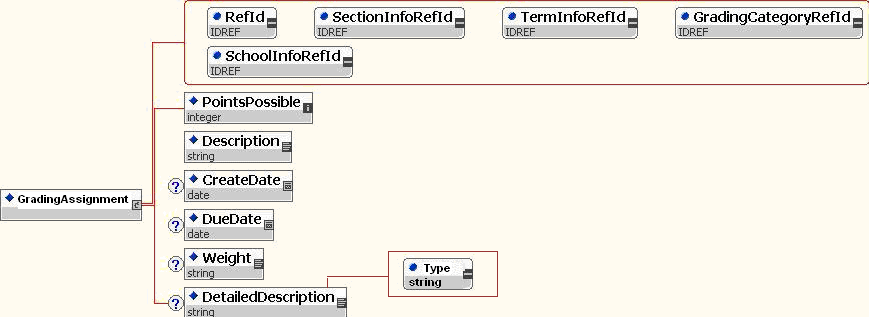 RefId SectionInfoRefId TermInfoRefId GradingCategoryRefId
IDREF IDREF IDREF IDREF
SchoolInfoRefId
IDREF
PointsPossible
integer
Description
string
? CreateDate
date
GradingAssignment
? DueDate
date
? Weight
string
Type
string
? DetailedDescription
string